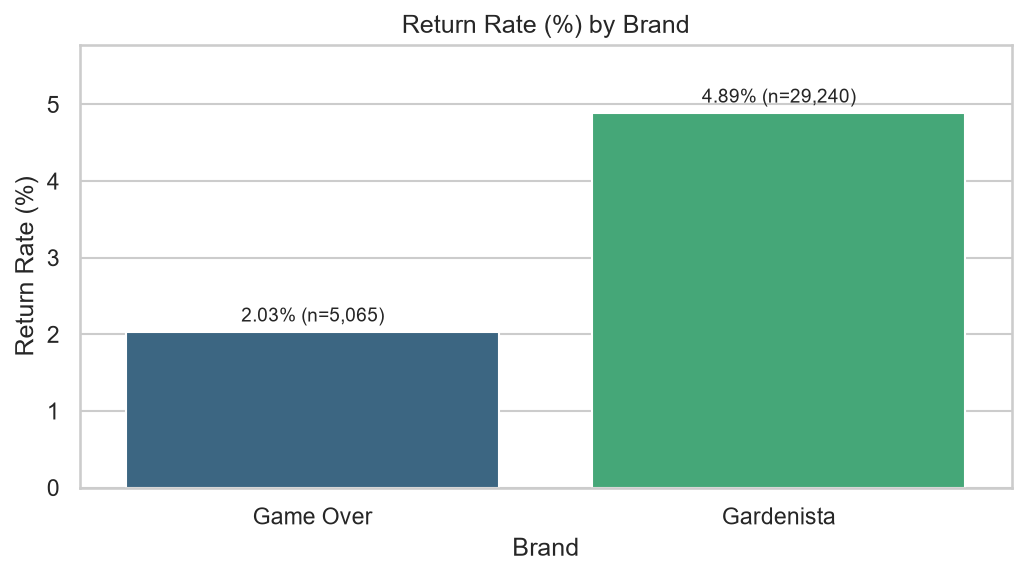 Return Rate (%) by Brand
Return Rate (%)
5
4
3
2
1
0
4.89% (n=29,240)
2.03% (n=5,065)
Game Over
Gardenista
Brand